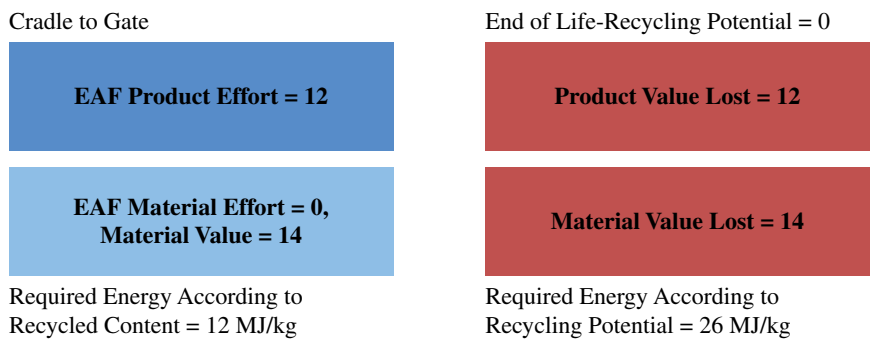 Cradle to Gate
EAF Product Effort = 12
EAF Material Effort = 0,
Material Value = 14
Required Energy According to
Recycled Content = 12 MJ/kg
End of Life-Recycling Potential = 0
Product Value Lost = 12
Material Value Lost = 14
Required Energy According to
Recycling Potential = 26 MJ/kg